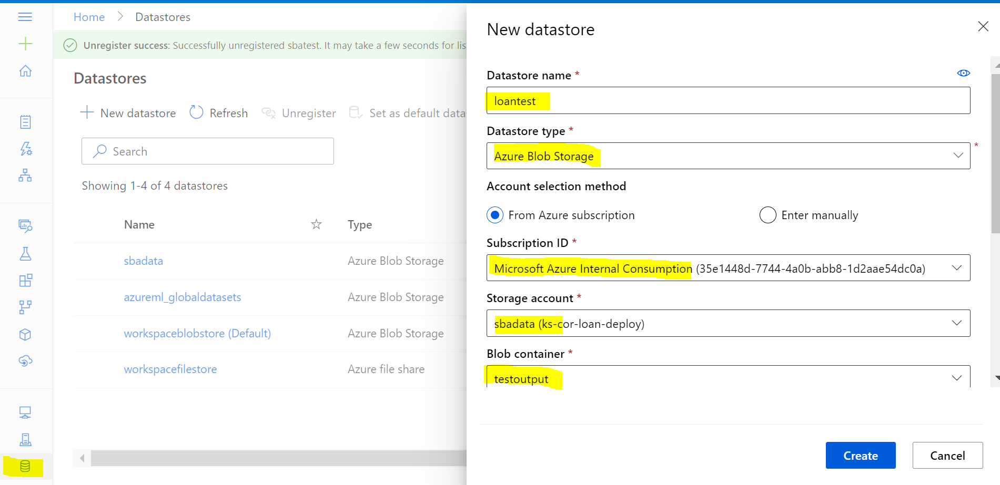 Home > Datastores
Unregister success: Successfully unregistered sbatest. It may take a few seconds for lis
Datastores
New datastore Refresh Unregister Set as default data
Search
Showing 1-4 of 4 datastores
Name Type
sbadata Azure Blob Storage
azureml_globaldatasets Azure Blob Storage
workspaceblobstore (Default) Azure Blob Storage
workspacefilestore Azure file share
New datastore
Datastore name *
loantest
Datastore type *
Azure Blob Storage *
Account selection method
From Azure subscription Enter manually
Subscription ID *
Microsoft Azure Internal Consumption (35e1448d-7744-4a0b-abb8-1d2aae54dc0a)
Storage account *
sbadata (ks-cor-loan-deploy)
Blob container *
testoutput
Create Cancel